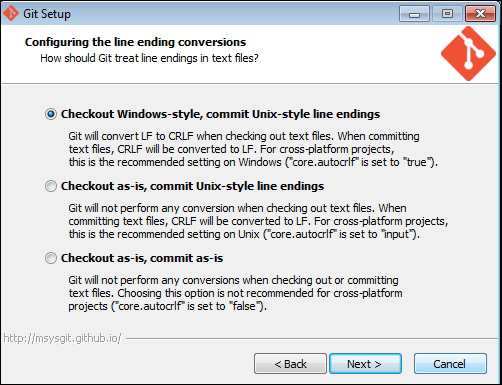 Git Setup
Configuring the line ending conversions
How should Git treat line endings in text files?
Checkout Windows-style, commit Unix-style line endings
Git will convert LF to CRLF when checking out text files. When committing
text files, CRLF will be converted to LF. For cross-platform projects,
this is the recommended setting on Windows ("core.autocrlf" is set to "true").
Checkout as-is, commit Unix-style line endings
Git will not perform any conversion when checking out text files. When
committing text files, CRLF will be converted to LF. For cross-platform projects,
this is the recommended setting on Unix ("core.autocrlf" is set to "input").
Checkout as-is, commit as-is
Git will not perform any conversions when checking out or committing
text files. Choosing this option is not recommended for cross-platform
projects ("core.autocrlf" is set to "false").
http://msysgit.github.io/
< Back Next > Cancel